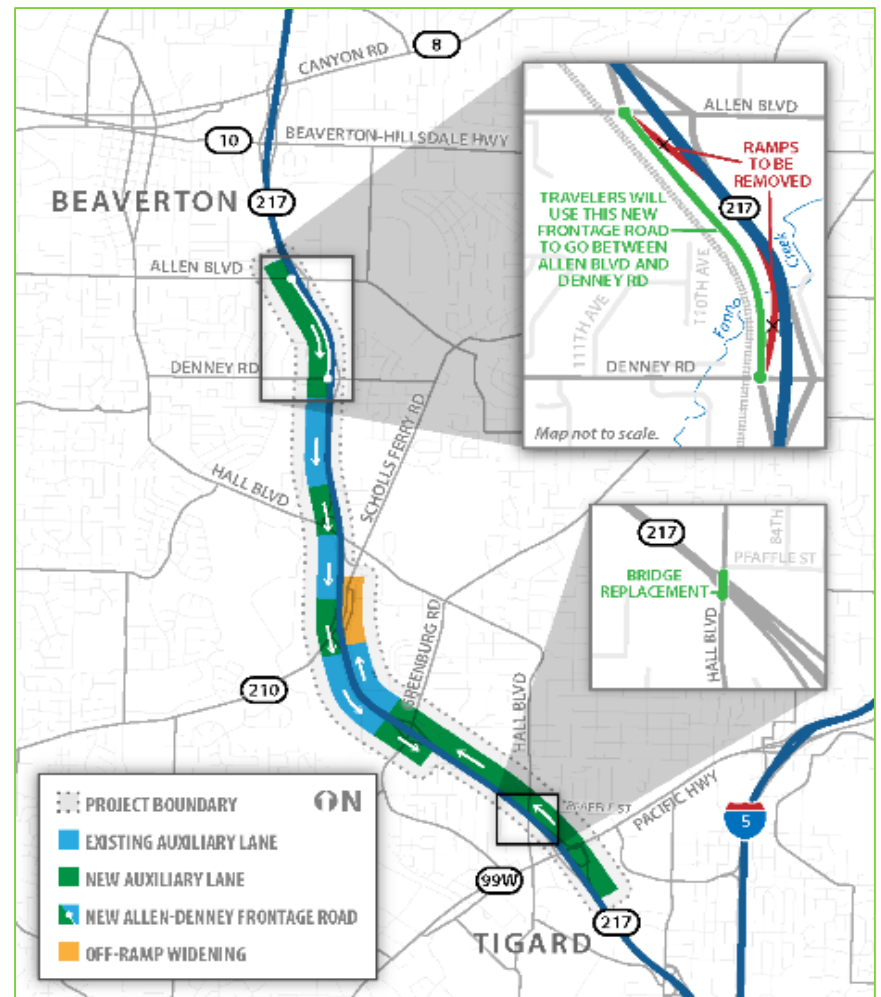 8
CANYON RD
10
BEAVERTON-HILLSDALE HWY
BEAVERTON
217
ALLEN BLVD
DENNEY RD
SCHOLLS FERRY RD
HALL BLVD
GREENBURG RD
210
HALL BLVD
PFAFFLE ST
PACIFIC HWY
5
99W
217
TIGARD
ALLEN BLVD
RAMPS
TO BE
REMOVED
217
TRAVELERS WILL
USE THIS NEW
FRONTAGE ROAD
TO GO BETWEEN
ALLEN BLVD AND
DENNEY RD
111TH AVE
T10TH AVE
Fanno
Creek
DENNEY RD
Map not to scale.
217
84TH
PFAFFLE ST
BRIDGE
REPLACEMENT
HALL BLVD
PROJECT BOUNDARY
N
EXISTING AUXILIARY LANE
NEW AUXILIARY LANE
NEW ALLEN-DENNEY FRONTAGE ROAD
OFF-RAMP WIDENING